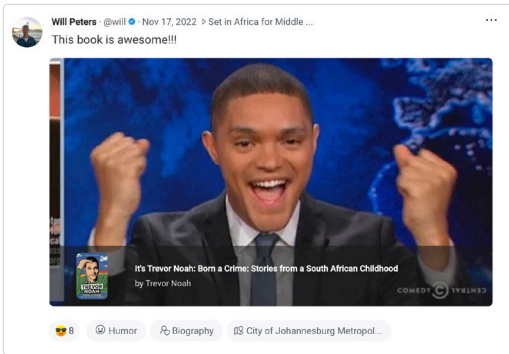 Will Peters · @will · Nov 17, 2022 Set in Africa for Middle ...
This book is awesome!!!
TREVOR
NOAH
It's Trevor Noah: Born a Crime: Stories from a South African Childhood
by Trevor Noah
COMEDY CENTRAL
8 Humor Biography City of Johannesburg Metropol...